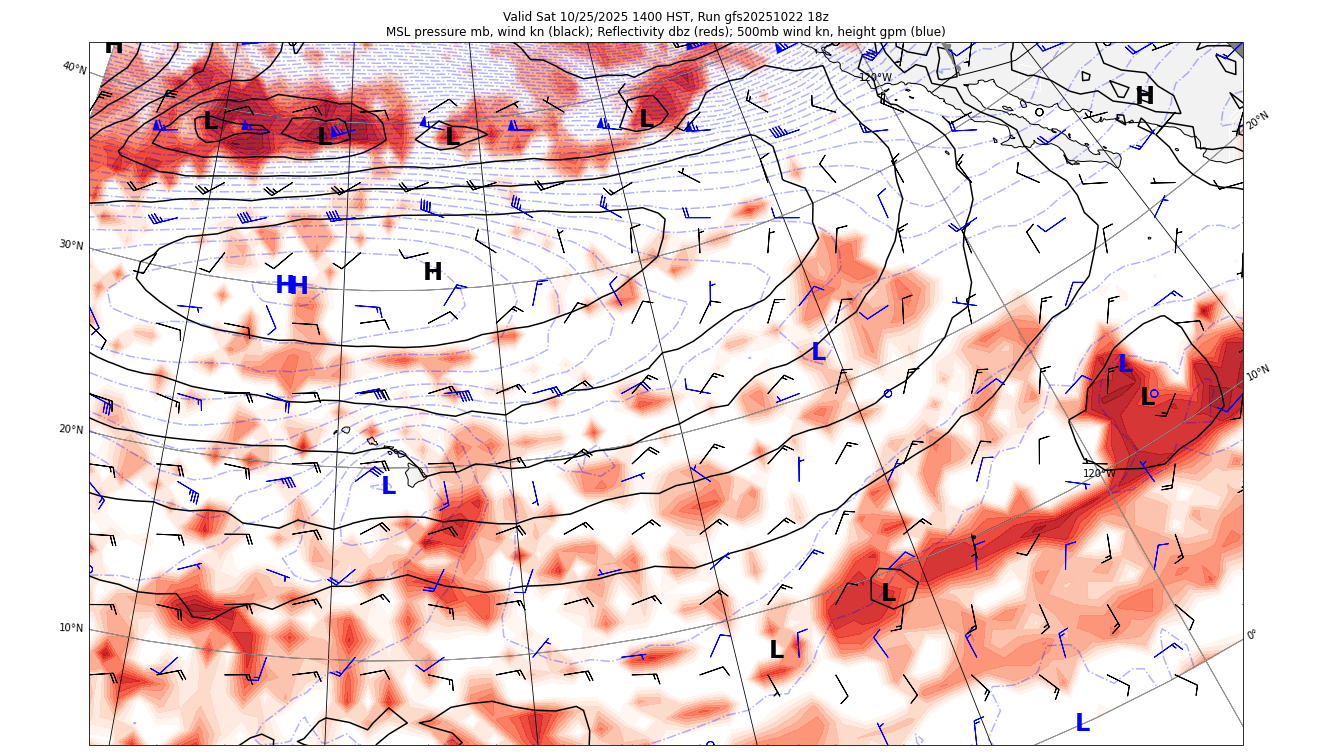 Valid Sat 10/25/2025 1400 HST, Run gfs20251022 18z
MSL pressure mb, wind kn (black); Reflectivity dbz (reds); 500mb wind kn, height gpm (blue)
H
40°N
120°W
H
L
L
L
L
20°N
30°N
H
HH
L
L
L
10°N
20°N
120°W
L
L
10°N
0°
L
L